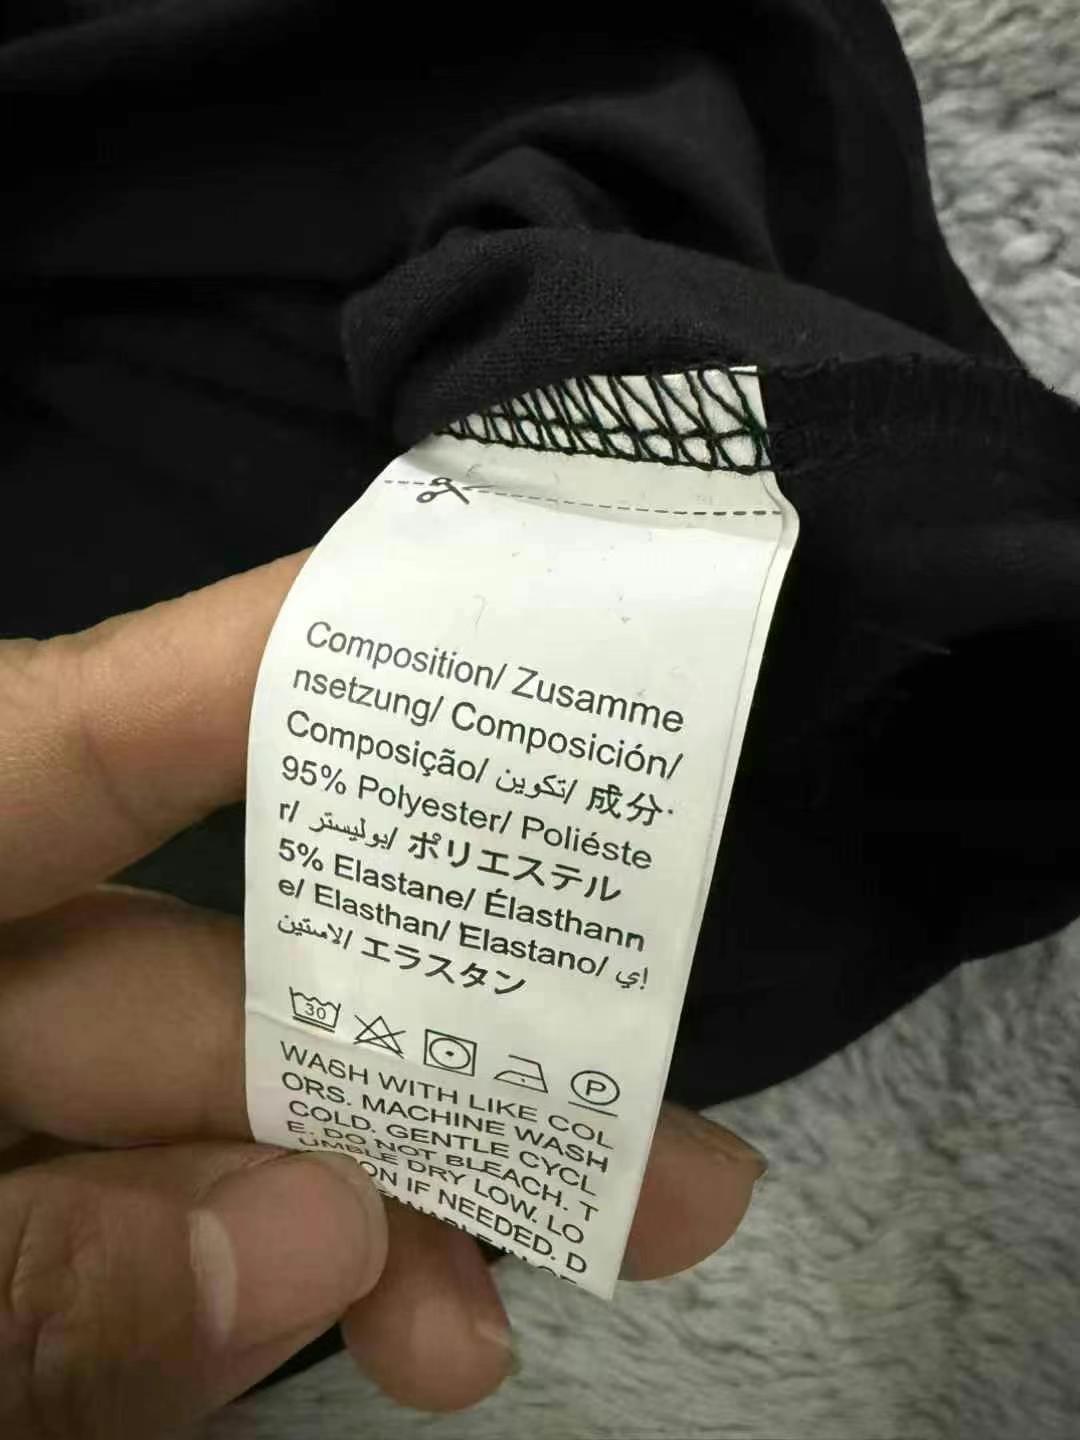 Composition/ Zusamme
nsetzung/ Composición/
Composição/ تكوين/ 成分
95% Polyester/ Poliéste
r/ بوليستر/ ポリエステル
5% Elastane/ Élasthann
e/ Elasthan/ Elastano/ إي
لاستين/ エラスタン
30
P
WASH WITH LIKE COL
ORS. MACHINE WASH
COLD. GENTLE CYCL
E. DO NOT BLEACH. T
UMBLE DRY LOW. LO
ON IF NEEDED. D